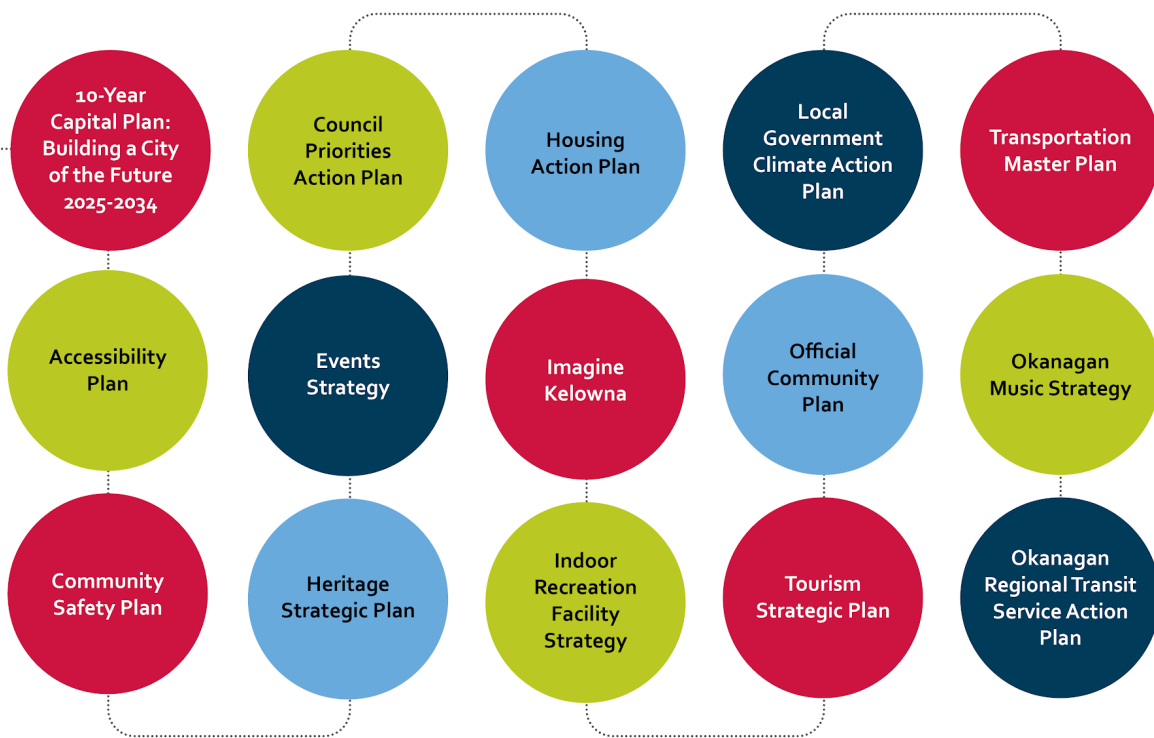 10-Year
Capital Plan:
Building a City
of the Future
2025-2034
Accessibility
Plan
Community
Safety Plan
Heritage
Strategic Plan
Events
Strategy
Council
Priorities
Action Plan
Housing
Action Plan
Imagine
Kelowna
Indoor
Recreation
Facility
Strategy
Tourism
Strategic Plan
Official
Community
Plan
Local
Government
Climate Action
Plan
Transportation
Master Plan
Okanagan
Music Strategy
Okanagan
Regional Transit
Service Action
Plan